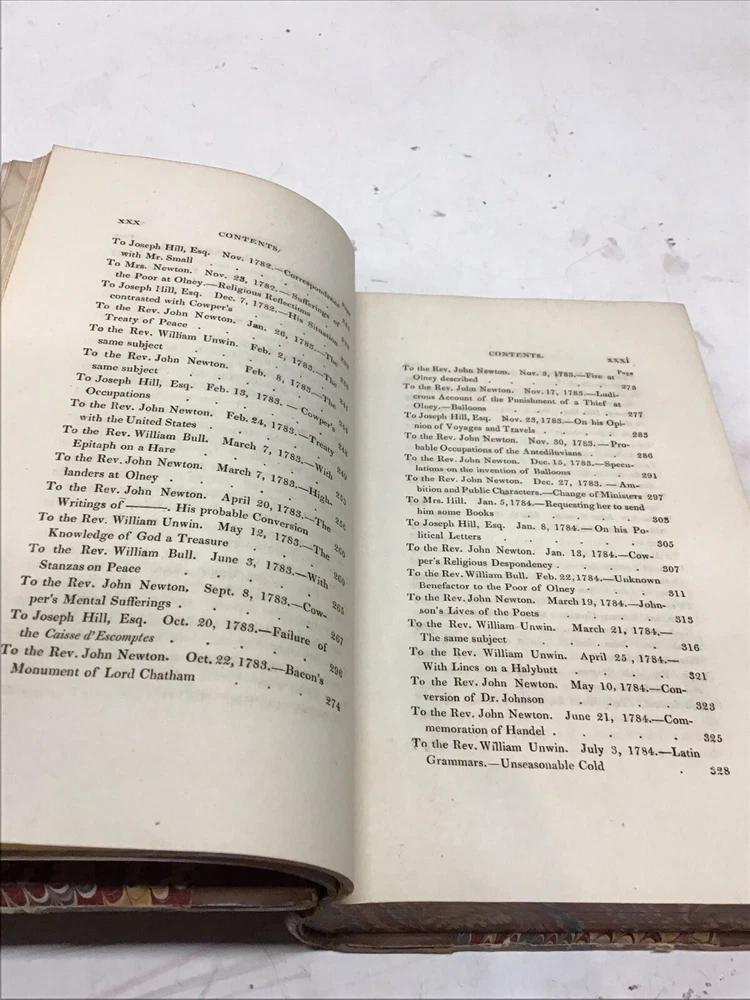 xxx
CONTENTS.
To Joseph Hill, Esq. Nov. 1782.—Correspondence
with Mr. Small
To Mrs. Newton. Nov. 23, 1782.—Sufferings of
the Poor at Olney.—Religious Reflections
To Joseph Hill, Esq. Dec. 7, 1782.—His Situation
contrasted with Cowper's
To the Rev. John Newton. Jan. 26, 1783.—The
Treaty of Peace
To the Rev. William Unwin. Feb. 2, 1783.—The
same subject
To the Rev. John Newton. Feb. 8, 1783.—The
same subject
To Joseph Hill, Esq. Feb. 13, 1783.—Cowper's
Occupations
To the Rev. John Newton. Feb. 24, 1783.—Treaty
with the United States
To the Rev. William Bull. March 7, 1783.—With
Epitaph on a Hare
To the Rev. John Newton. March 7, 1783.—High-
landers at Olney
To the Rev. John Newton. April 20, 1783.—The
Writings of ———. His probable Conversion
To the Rev. William Unwin. May 12, 1783.—The
Knowledge of God a Treasure
To the Rev. William Bull. June 3, 1783.—With
Stanzas on Peace
To the Rev. John Newton. Sept. 8, 1783.—Cow-
per's Mental Sufferings . . . 265
To Joseph Hill, Esq. Oct. 20, 1783.—Failure of
the Caisse d'Escomptes . . . 267
To the Rev. John Newton. Oct. 22, 1783.—Bacon's 296
Monument of Lord Chatham . . . 274
CONTENTS. xxxi
Page
To the Rev. John Newton. Nov. 3, 1783.—Fire at
Olney described . . . 273
To the Rev. John Newton. Nov. 17, 1783.—Ludi-
crous Account of the Punishment of a Thief at
Olney.—Balloons . . . 277
To Joseph Hill, Esq. Nov. 23, 1783.—On his Opi-
nion of Voyages and Travels . . . 283
To the Rev. John Newton. Nov. 30, 1783.—Pro-
bable Occupations of the Antediluvians . . 286
To the Rev. John Newton. Dec. 15, 1783.—Specu-
lations on the invention of Balloons . . 291
To the Rev. John Newton. Dec. 27, 1783.—Am-
bition and Public Characters.—Change of Ministers 297
To Mrs. Hill. Jan. 5, 1784.—Requesting her to send
him some Books . . . 303
To Joseph Hill, Esq. Jan. 8, 1784.—On his Po-
litical Letters . . . 305
To the Rev. John Newton. Jan. 13, 1784.—Cow-
per's Religious Despondency . . . 307
To the Rev. William Bull. Feb. 22, 1784.—Unknown
Benefactor to the Poor of Olney . . . 311
To the Rev. John Newton. March 19, 1784.—John-
son's Lives of the Poets . . . 313
To the Rev. William Unwin. March 21, 1784.—
The same subject . . . 316
To the Rev. William Unwin. April 25, 1784.—
With Lines on a Halybutt . . . 321
To the Rev. John Newton. May 10, 1784.—Con-
version of Dr. Johnson . . . 323
To the Rev. John Newton. June 21, 1784.—Com-
memoration of Handel . . . 325
To the Rev. William Unwin. July 3, 1784.—Latin
Grammars.—Unseasonable Cold . 328